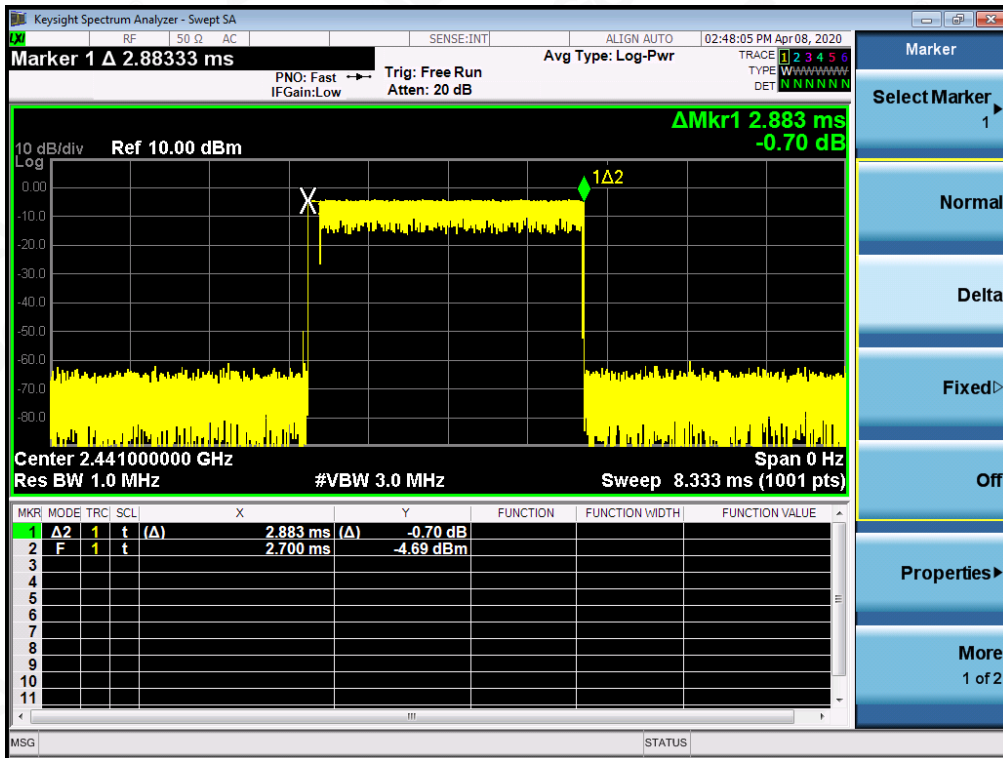 Keysight Spectrum Analyzer - Swept SA
LXI RF 50 Ω AC SENSE:INT ALIGN AUTO 02:48:05 PM Apr 08, 2020
Marker 1 Δ 2.88333 ms
PNO: Fast
IFGain:Low
Trig: Free Run
Atten: 20 dB
Avg Type: Log-Pwr
TRACE 1 2 3 4 5 6
TYPE WWWWWW
DET N N N N N N
ΔMkr1 2.883 ms
-0.70 dB
10 dB/div Ref 10.00 dBm
Log
1Δ2
0.00
-10.0
-20.0
-30.0
-40.0
-50.0
-60.0
-70.0
-80.0
Center 2.441000000 GHz Span 0 Hz
Res BW 1.0 MHz #VBW 3.0 MHz Sweep 8.333 ms (1001 pts)
MKR MODE TRC SCL X Y FUNCTION FUNCTION WIDTH FUNCTION VALUE
1 Δ2 1 t (Δ) 2.883 ms (Δ) -0.70 dB
2 F 1 t 2.700 ms -4.69 dBm
3
4
5
6
7
8
9
10
11
MSG STATUS
Marker
Select Marker
1
Normal
Delta
Fixed
Off
Properties
More
1 of 2